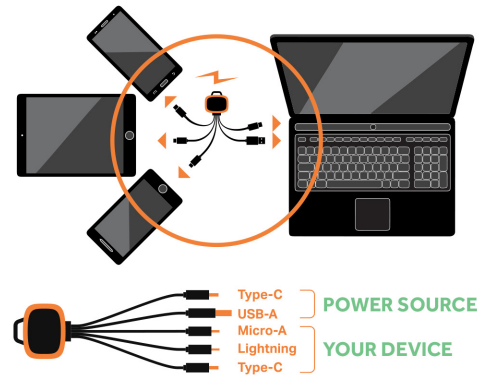 Type-C
USB-A
POWER SOURCE
Micro-A
Lightning
YOUR DEVICE
Type-C